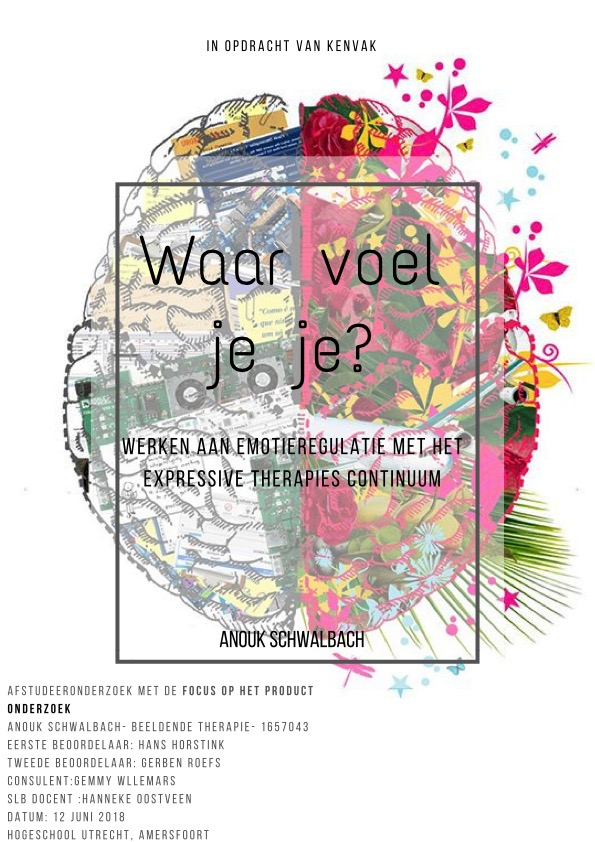 IN OPDRACHT VAN KENVAK
Waar voel
je je?
WERKEN AAN EMOTIEREGULATIE MET HET
EXPRESSIVE THERAPIES CONTINUUM
ANOUK SCHWALBACH
AFSTUDEERONDERZOEK MET DE FOCUS OP HET PRODUCT
ONDERZOEK
ANOUK SCHWALBACH- BEELDENDE THERAPIE- 1657043
EERSTE BEOORDELAAR: HANS HORSTINK
TWEEDE BEOORDELAAR: GERBEN ROEFS
CONSULENT:GEMMY WLLEMARS
SLB DOCENT :HANNEKE OOSTVEEN
DATUM: 12 JUNI 2018
HOGESCHOOL UTRECHT, AMERSFOORT